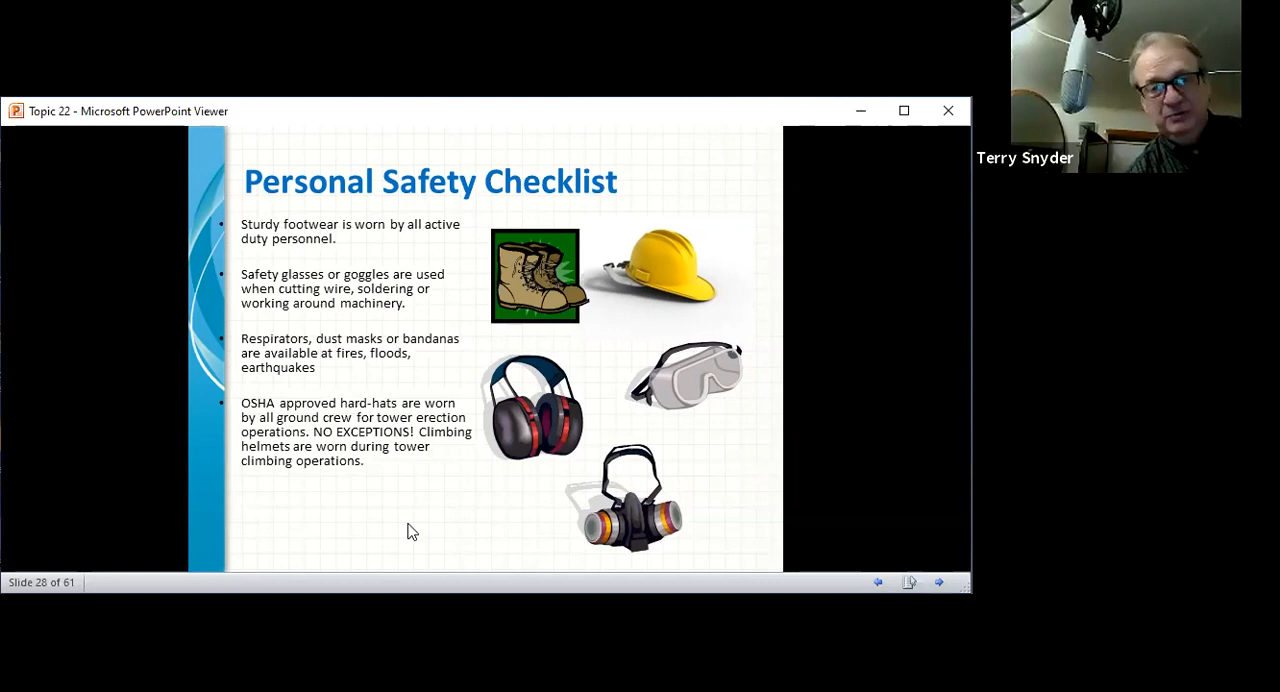 Topic 22 - Microsoft PowerPoint Viewer
Terry Snyder
Personal Safety Checklist
• Sturdy footwear is worn by all active
duty personnel.
• Safety glasses or goggles are used
when cutting wire, soldering or
working around machinery.
• Respirators, dust masks or bandanas
are available at fires, floods,
earthquakes
• OSHA approved hard-hats are worn
by all ground crew for tower erection
operations. NO EXCEPTIONS! Climbing
helmets are worn during tower
climbing operations.
Slide 28 of 61